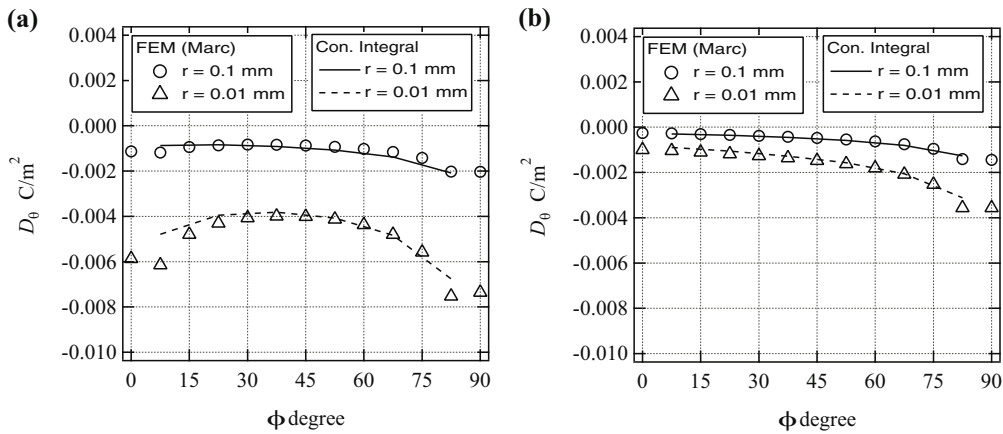 (a)
0.004
0.002
0.000
-0.002
-0.004
-0.006
-0.008
-0.010
D_θ C/m²
FEM (Marc)
r = 0.1 mm
r = 0.01 mm
Con. Integral
r = 0.1 mm
r = 0.01 mm
0 15 30 45 60 75 90
Φ degree
(b)
0.004
0.002
0.000
-0.002
-0.004
-0.006
-0.008
-0.010
D_θ C/m²
FEM (Marc)
r = 0.1 mm
r = 0.01 mm
Con. Integral
r = 0.1 mm
r = 0.01 mm
0 15 30 45 60 75 90
Φ degree